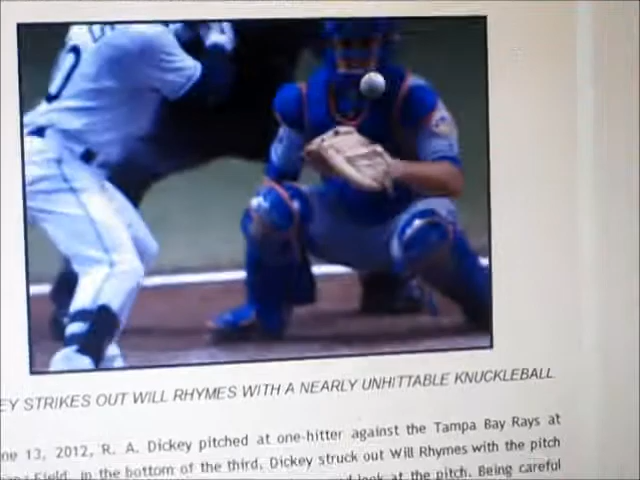 0
EY STRIKES OUT WILL RHYMES WITH A NEARLY UNHITTABLE KNUCKLEBALL
ne 13, 2012, R. A. Dickey pitched at one-hitter against the Tampa Bay Rays at
Field, in the bottom of the third, Dickey struck out Will Rhymes with the pitch
look at the pitch. Being careful